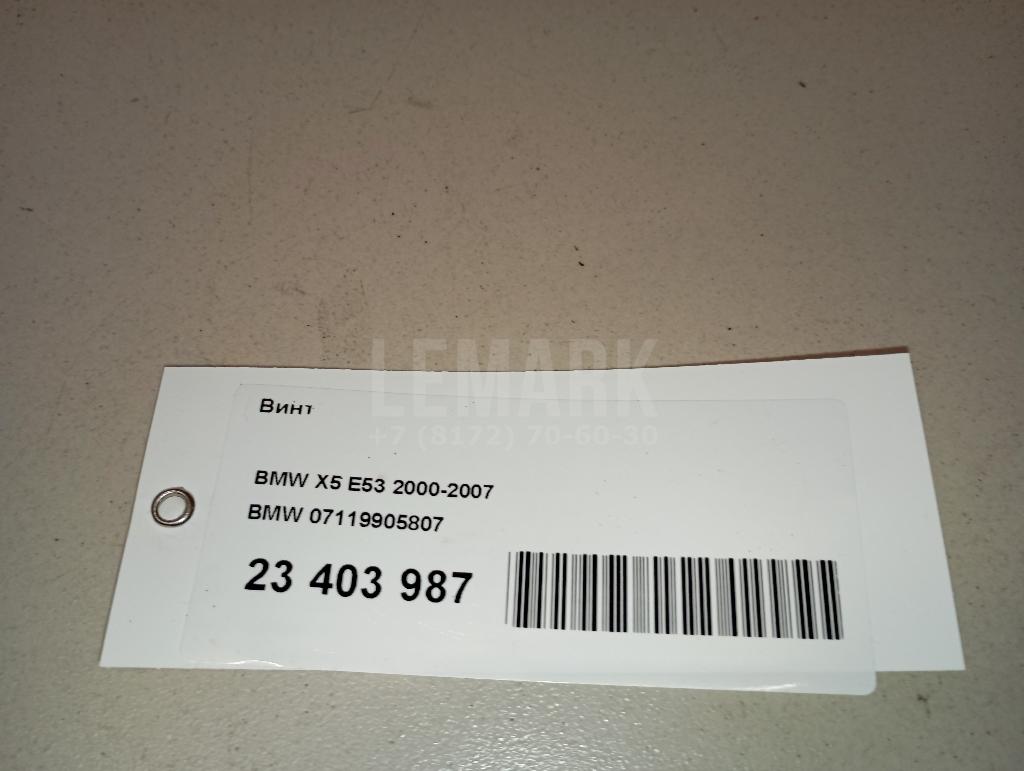 LEMARK
+7 (8172) 70-60-30
Винт
BMW X5 E53 2000-2007
BMW 07119905807
23 403 987